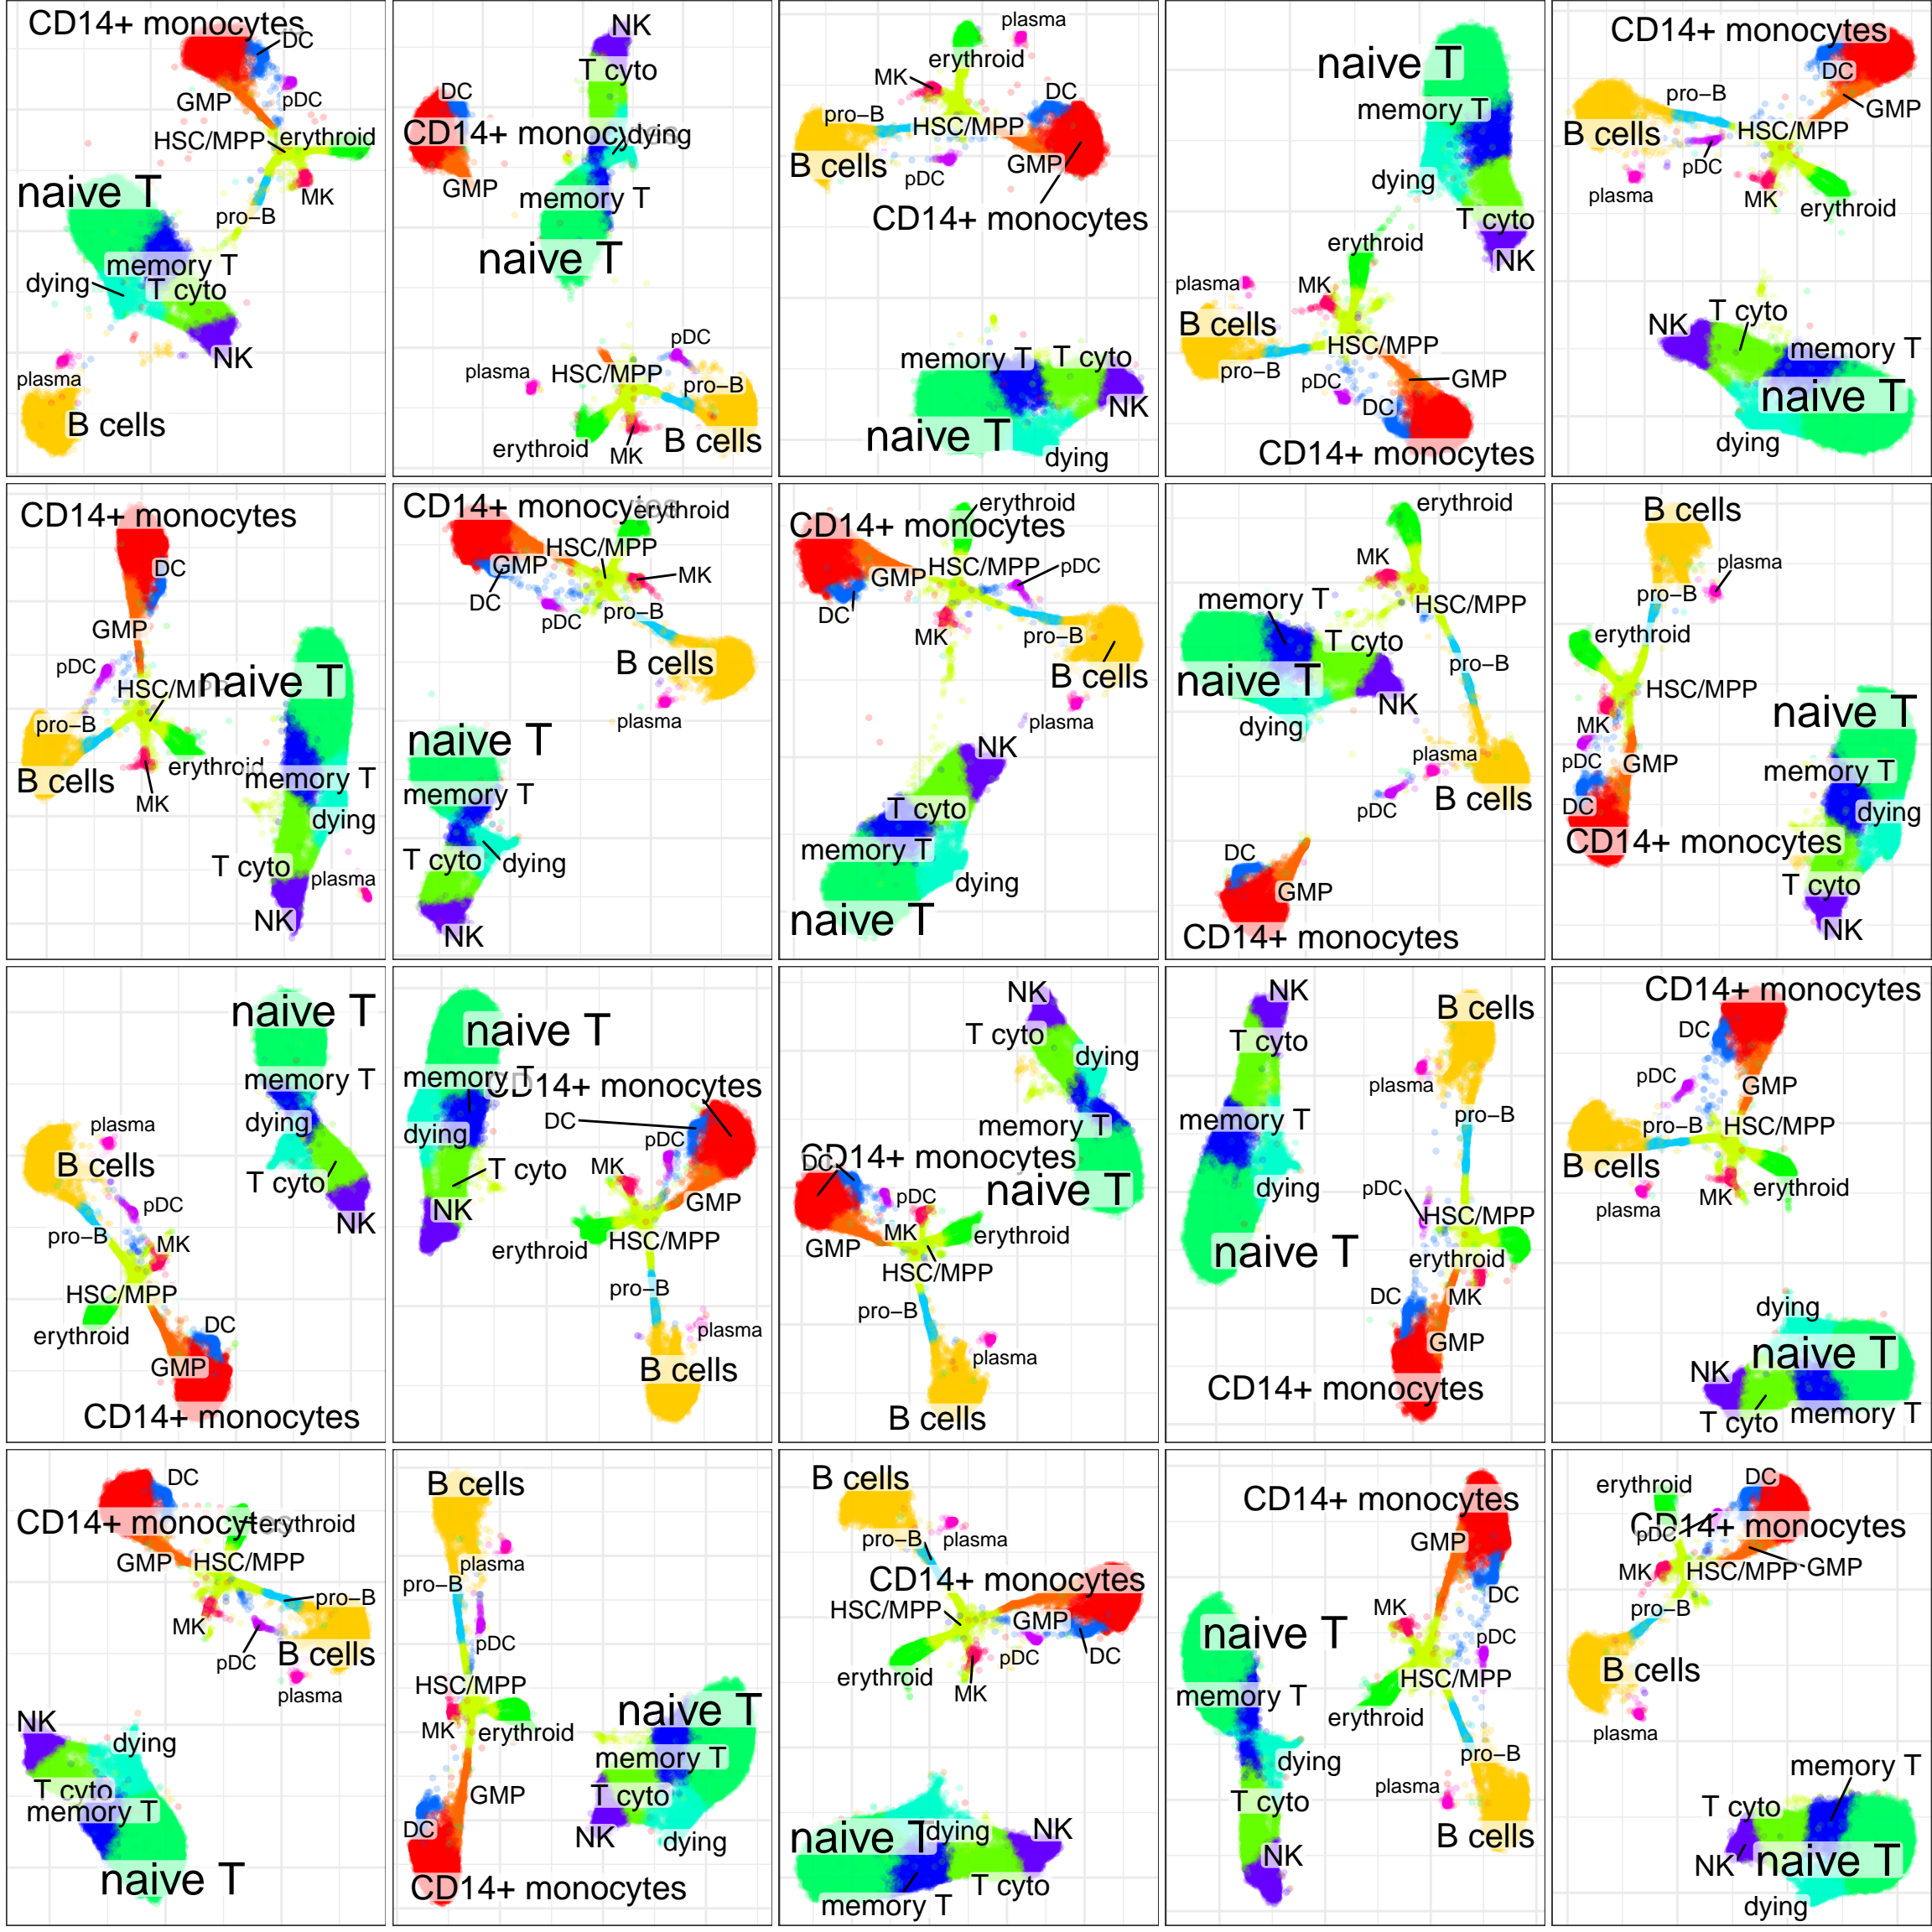 CD14+ monocytes
DC
GMP
pDC
HSC/MPP
erythroid
MK
naive T
pro-B
memory T
dying
T cyto
NK
plasma
B cells
NK
T cyto
DC
CD14+ monocytes
dying
GMP
memory T
naive T
pDC
plasma
HSC/MPP
pro-B
erythroid
MK
B cells
plasma
erythroid
MK
DC
pro-B
HSC/MPP
B cells
GMP
pDC
CD14+ monocytes
memory T
T cyto
NK
naive T
dying
naive T
memory T
dying
T cyto
erythroid
NK
plasma
MK
B cells
HSC/MPP
pro-B
pDC
GMP
DC
CD14+ monocytes
CD14+ monocytes
DC
pro-B
GMP
B cells
HSC/MPP
pDC
plasma
MK
erythroid
T cyto
NK
memory T
naive T
dying
CD14+ monocytes
DC
GMP
pDC
HSC/MPP
naive T
pro-B
erythroid
B cells
memory T
MK
dying
T cyto
plasma
NK
CD14+ monocytes
erythroid
HSC/MPP
GMP
MK
DC
pro-B
pDC
B cells
plasma
naive T
memory T
T cyto
dying
NK
erythroid
CD14+ monocytes
HSC/MPP
pDC
GMP
DC
MK
pro-B
B cells
plasma
NK
T cyto
memory T
dying
naive T
erythroid
MK
memory T
HSC/MPP
T cyto
pro-B
naive T
NK
dying
plasma
B cells
pDC
DC
GMP
CD14+ monocytes
B cells
plasma
pro-B
erythroid
HSC/MPP
naive T
MK
pDC
GMP
memory T
DC
dying
CD14+ monocytes
T cyto
NK
naive T
memory T
plasma
dying
B cells
T cyto
pDC
NK
pro-B
MK
HSC/MPP
erythroid
DC
GMP
CD14+ monocytes
naive T
memory T
CD14+ monocytes
DC
dying
pDC
T cyto
MK
NK
GMP
erythroid
HSC/MPP
pro-B
plasma
B cells
NK
T cyto
dying
memory T
CD14+ monocytes
DC
naive T
pDC
MK
erythroid
GMP
HSC/MPP
pro-B
plasma
B cells
NK
B cells
T cyto
plasma
memory T
pro-B
dying
pDC
HSC/MPP
naive T
erythroid
DC
MK
GMP
CD14+ monocytes
CD14+ monocytes
DC
pDC
GMP
pro-B
HSC/MPP
B cells
MK
erythroid
plasma
dying
naive T
NK
T cyto
memory T
DC
CD14+ monocytes
erythroid
GMP
HSC/MPP
pro-B
MK
pDC
B cells
plasma
NK
dying
T cyto
memory T
naive T
B cells
plasma
pro-B
pDC
HSC/MPP
naive T
MK
erythroid
memory T
GMP
T cyto
DC
NK
dying
CD14+ monocytes
B cells
pro-B
plasma
CD14+ monocytes
HSC/MPP
GMP
erythroid
pDC
DC
MK
naive T
dying
NK
T cyto
memory T
CD14+ monocytes
GMP
DC
MK
naive T
pDC
HSC/MPP
memory T
erythroid
pro-B
dying
plasma
T cyto
B cells
NK
DC
erythroid
CD14+ monocytes
pDC
GMP
MK
HSC/MPP
pro-B
B cells
plasma
memory T
T cyto
NK
naive T
dying